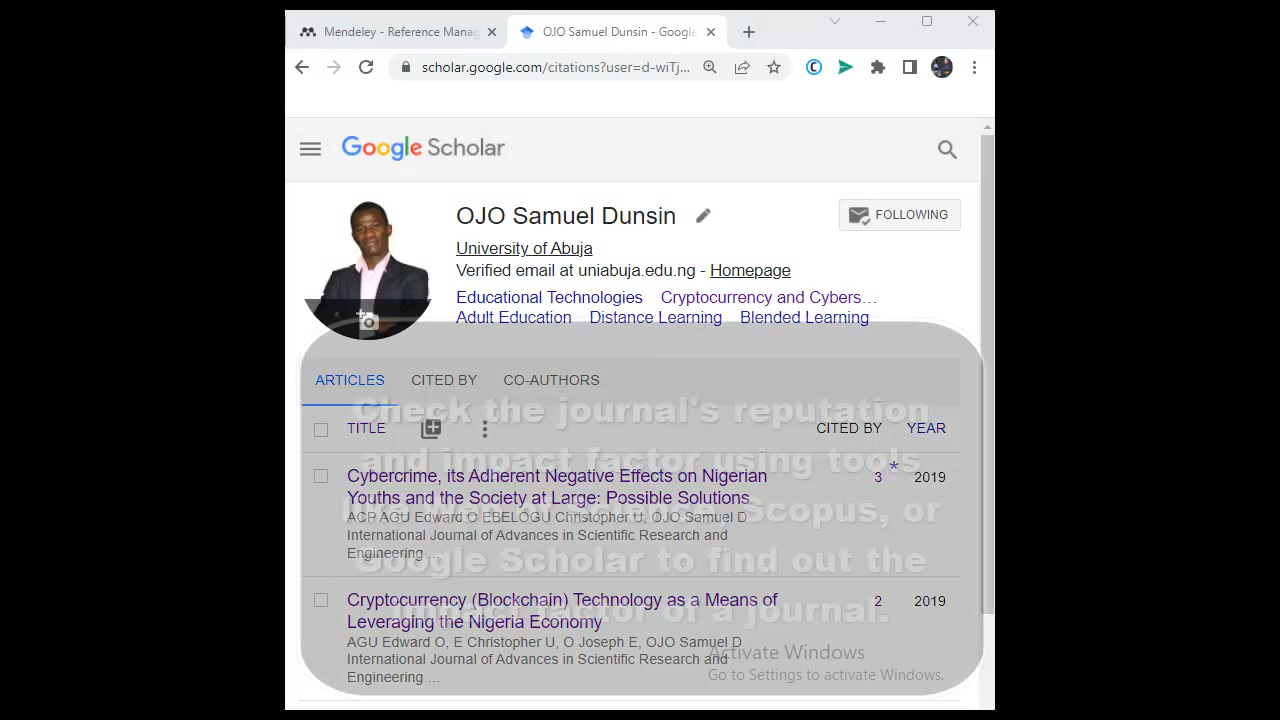 Mendeley - Reference Manag
OJO Samuel Dunsin - Google
scholar.google.com/citations?user=d-wiTj...
Google Scholar
OJO Samuel Dunsin
FOLLOWING
University of Abuja
Verified email at uniabuja.edu.ng - Homepage
Educational Technologies Cryptocurrency and Cybers...
Adult Education Distance Learning Blended Learning
ARTICLES CITED BY CO-AUTHORS
TITLE CITED BY YEAR
Cybercrime, its Adherent Negative Effects on Nigerian 3 * 2019
Youths and the Society at Large: Possible Solutions
ACP AGU Edward O EBELOGU Christopher U, OJO Samuel D
International Journal of Advances in Scientific Research and
Engineering ...
Cryptocurrency (Blockchain) Technology as a Means of 2 2019
Leveraging the Nigeria Economy
AGU Edward O, E Christopher U, O Joseph E, OJO Samuel D
International Journal of Advances in Scientific Research and
Engineering ...
Check the journal's reputation
and impact factor using tools
like Web of Science, Scopus, or
Google Scholar to find out the
impact factor of a journal.
Activate Windows
Go to Settings to activate Windows.